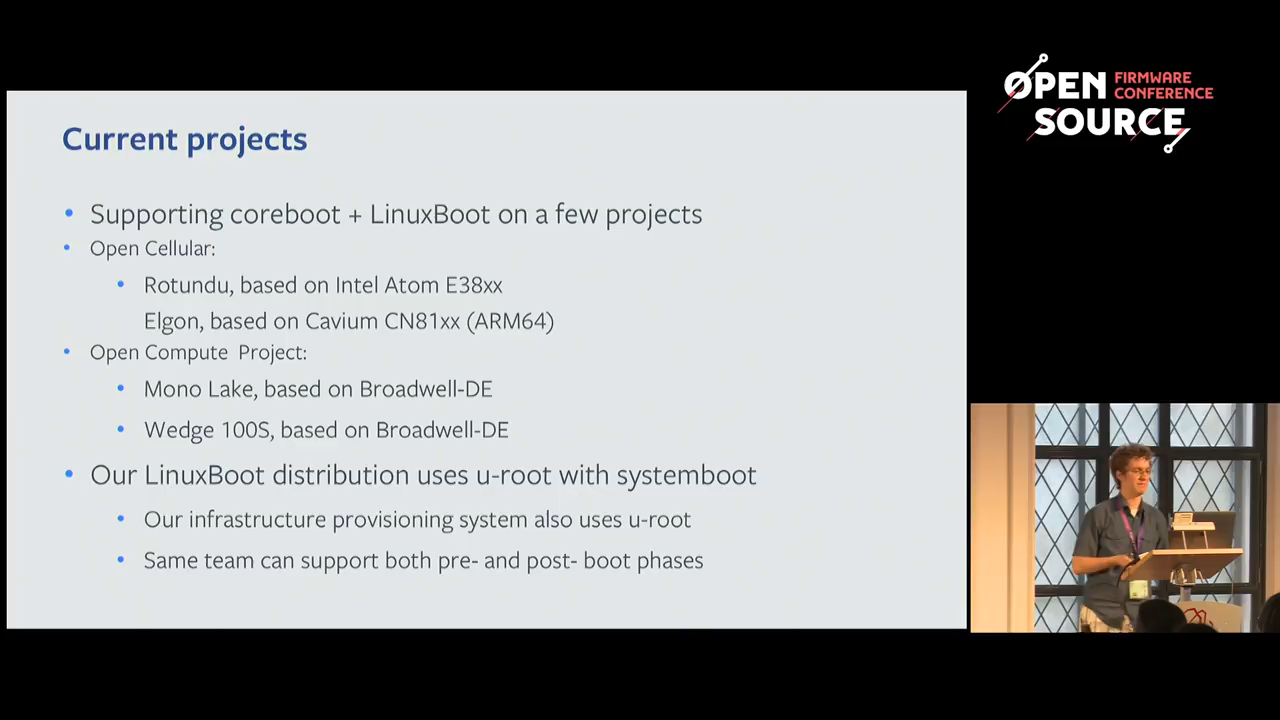 OPEN FIRMWARE CONFERENCE
SOURCE
Current projects
• Supporting coreboot + LinuxBoot on a few projects
• Open Cellular:
• Rotundu, based on Intel Atom E38xx
Elgon, based on Cavium CN81xx (ARM64)
• Open Compute Project:
• Mono Lake, based on Broadwell-DE
• Wedge 100S, based on Broadwell-DE
• Our LinuxBoot distribution uses u-root with systemboot
• Our infrastructure provisioning system also uses u-root
• Same team can support both pre- and post- boot phases